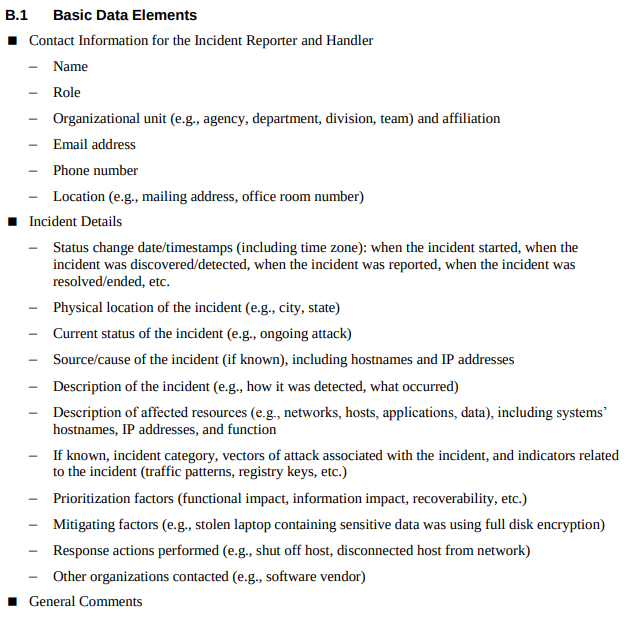 B.1 Basic Data Elements
■ Contact Information for the Incident Reporter and Handler
– Name
– Role
– Organizational unit (e.g., agency, department, division, team) and affiliation
– Email address
– Phone number
– Location (e.g., mailing address, office room number)
■ Incident Details
– Status change date/timestamps (including time zone): when the incident started, when the
incident was discovered/detected, when the incident was reported, when the incident was
resolved/ended, etc.
– Physical location of the incident (e.g., city, state)
– Current status of the incident (e.g., ongoing attack)
– Source/cause of the incident (if known), including hostnames and IP addresses
– Description of the incident (e.g., how it was detected, what occurred)
– Description of affected resources (e.g., networks, hosts, applications, data), including systems’
hostnames, IP addresses, and function
– If known, incident category, vectors of attack associated with the incident, and indicators related
to the incident (traffic patterns, registry keys, etc.)
– Prioritization factors (functional impact, information impact, recoverability, etc.)
– Mitigating factors (e.g., stolen laptop containing sensitive data was using full disk encryption)
– Response actions performed (e.g., shut off host, disconnected host from network)
– Other organizations contacted (e.g., software vendor)
■ General Comments